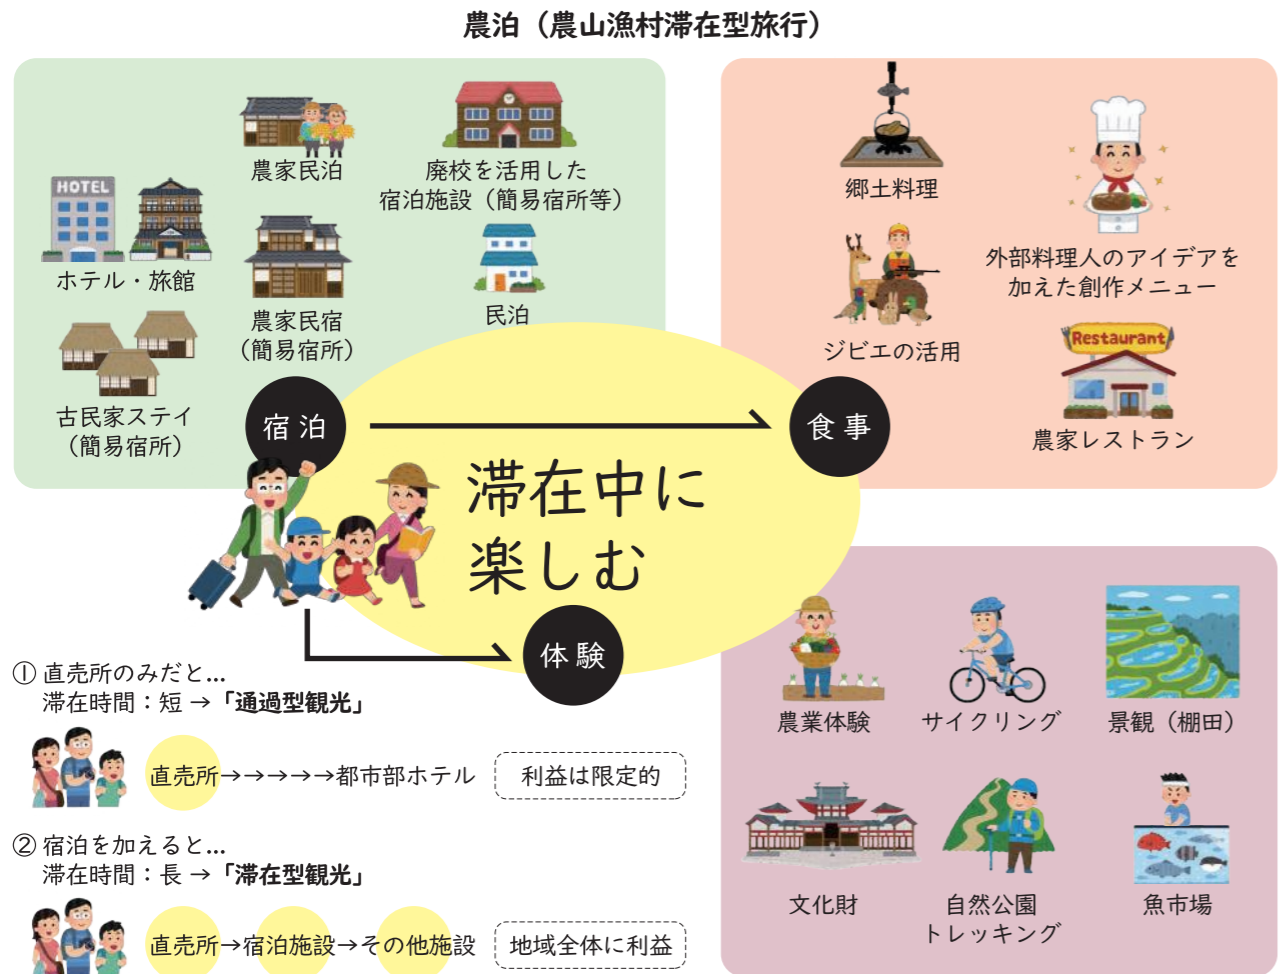 農泊（農山漁村滞在型旅行）
農家民泊
廃校を活用した
宿泊施設（簡易宿所等）
HOTEL
ホテル・旅館
農家民宿
（簡易宿所）
民泊
古民家ステイ
（簡易宿所）
宿泊
郷土料理
外部料理人のアイデアを
加えた創作メニュー
ジビエの活用
Restaurant
農家レストラン
食事
滞在中に
楽しむ
体験
農業体験
サイクリング
景観（棚田）
文化財
自然公園
トレッキング
魚市場
① 直売所のみだと…
滞在時間：短 →「通過型観光」
直売所→→→→→都市部ホテル
利益は限定的
② 宿泊を加えると…
滞在時間：長 →「滞在型観光」
直売所→宿泊施設→その他施設
地域全体に利益